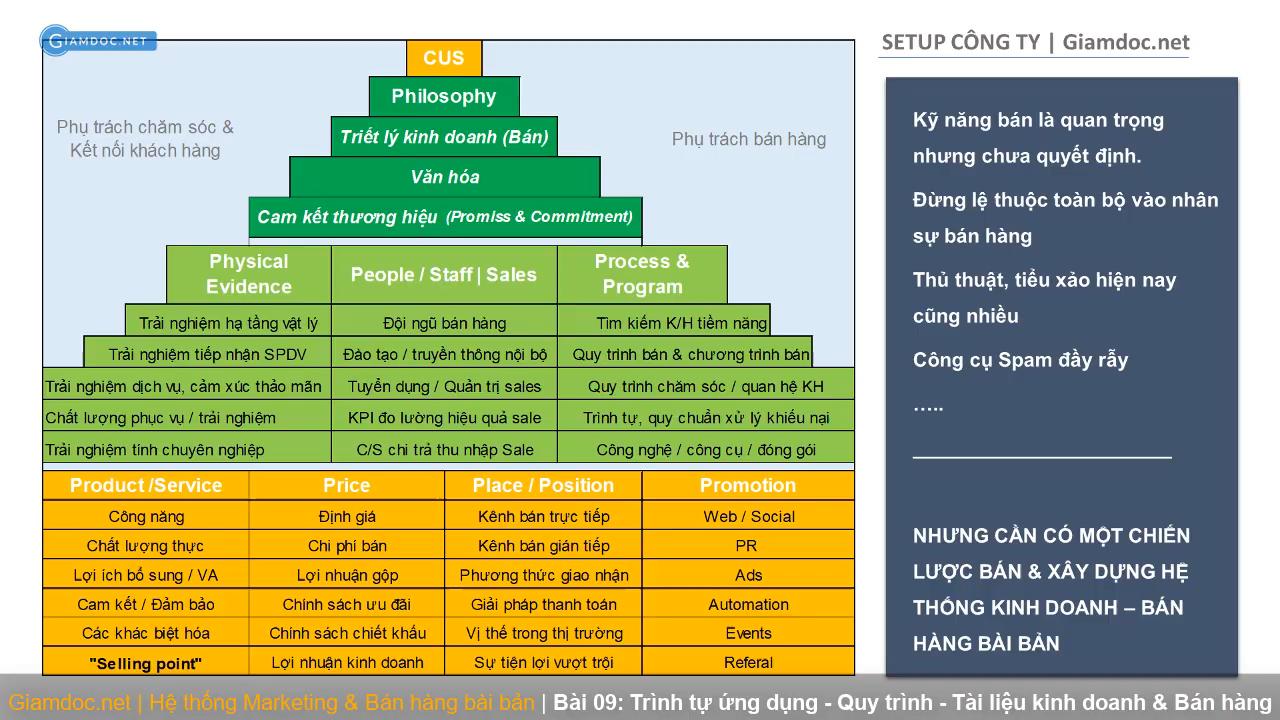 GIAMDOC.NET
SETUP CÔNG TY | Giamdoc.net
CUS
Philosophy
Phụ trách chăm sóc &
Kết nối khách hàng
Triết lý kinh doanh (Bán)
Phụ trách bán hàng
Văn hóa
Cam kết thương hiệu (Promiss & Commitment)
Physical
Evidence
People / Staff | Sales
Process &
Program
Trải nghiệm hạ tầng vật lý
Đội ngũ bán hàng
Tìm kiếm K/H tiềm năng
Trải nghiệm tiếp nhận SPDV
Đào tạo / truyền thông nội bộ
Quy trình bán & chương trình bán
Trải nghiệm dịch vụ, cảm xúc thảo mãn
Tuyển dụng / Quản trị sales
Quy trình chăm sóc / quan hệ KH
Chất lượng phục vụ / trải nghiệm
KPI đo lường hiệu quả sale
Trình tự, quy chuẩn xử lý khiếu nại
Trải nghiệm tính chuyên nghiệp
C/S chi trả thu nhập Sale
Công nghệ / công cụ / đóng gói
Product /Service
Price
Place / Position
Promotion
Công năng
Định giá
Kênh bán trực tiếp
Web / Social
Chất lượng thực
Chi phí bán
Kênh bán gián tiếp
PR
Lợi ích bổ sung / VA
Lợi nhuận gộp
Phương thức giao nhận
Ads
Cam kết / Đảm bảo
Chính sách ưu đãi
Giải pháp thanh toán
Automation
Các khác biệt hóa
Chính sách chiết khấu
Vị thế trong thị trường
Events
"Selling point"
Lợi nhuận kinh doanh
Sự tiện lợi vượt trội
Referal
Kỹ năng bán là quan trọng
nhưng chưa quyết định.
Đừng lệ thuộc toàn bộ vào nhân
sự bán hàng
Thủ thuật, tiểu xảo hiện nay
cũng nhiều
Công cụ Spam đầy rẫy
…..
NHƯNG CẦN CÓ MỘT CHIẾN
LƯỢC BÁN & XÂY DỰNG HỆ
THỐNG KINH DOANH – BÁN
HÀNG BÀI BẢN
Giamdoc.net | Hệ thống Marketing & Bán hàng bài bản | Bài 09: Trình tự ứng dụng - Quy trình - Tài liệu kinh doanh & Bán hàng